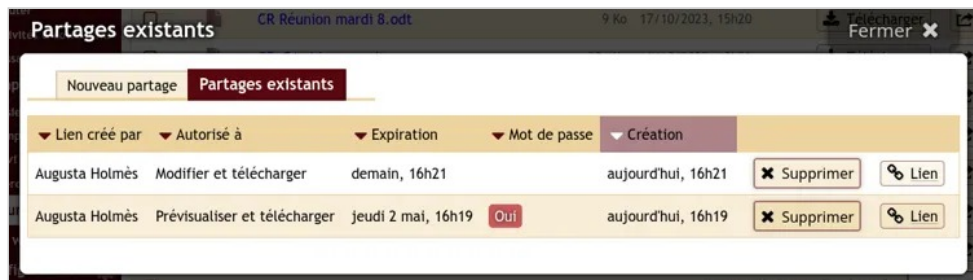 CR Réunion mardi 8.odt 9 Ko 17/10/2023, 15h20 Télécharger
Partages existants Fermer ✖
Nouveau partage Partages existants
Lien créé par Autorisé à Expiration Mot de passe Création
Augusta Holmès Modifier et télécharger demain, 16h21 aujourd'hui, 16h21 ✖ Supprimer Lien
Augusta Holmès Prévisualiser et télécharger jeudi 2 mai, 16h19 Oui aujourd'hui, 16h19 ✖ Supprimer Lien